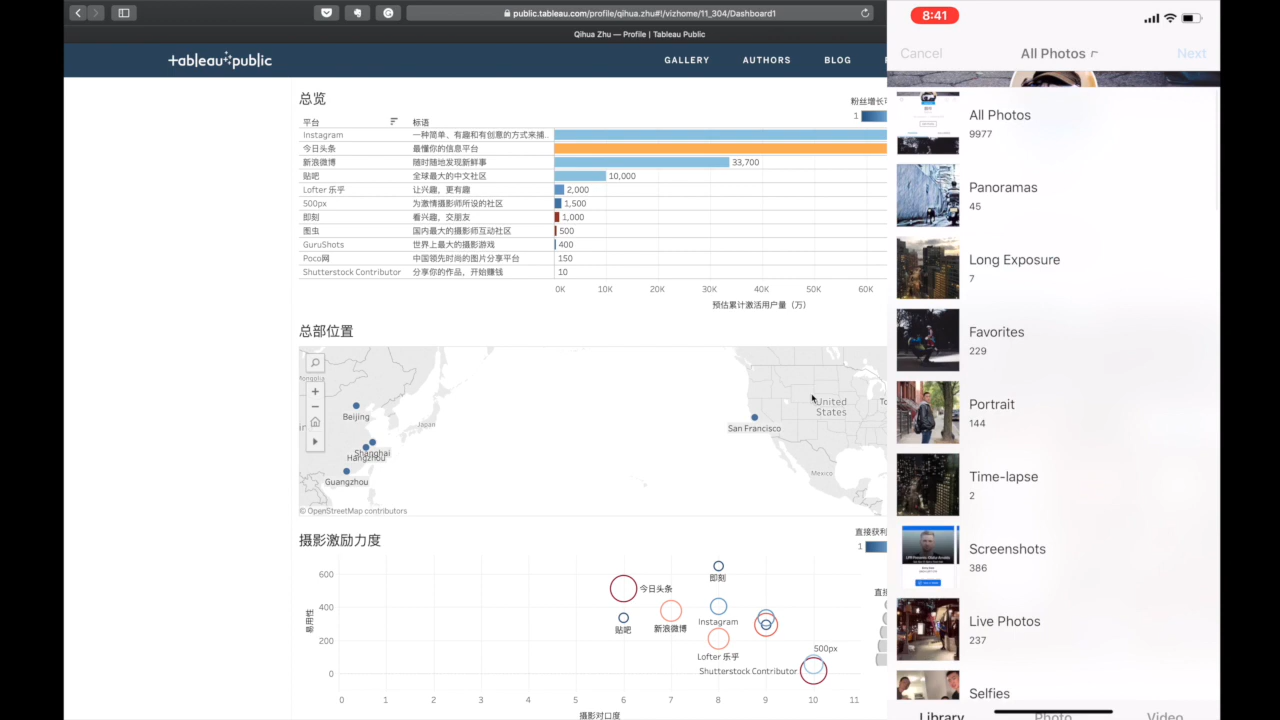 public.tableau.com/profile/qihua.zhu#!/vizhome/11_304/Dashboard1
Qihua Zhu — Profile | Tableau Public
+ableau public
GALLERY AUTHORS BLOG
总览
粉丝增长可
1
平台 标语
Instagram 一种简单、有趣和有创意的方式来捕..
今日头条 最懂你的信息平台
新浪微博 随时随地发现新鲜事 33,700
贴吧 全球最大的中文社区 10,000
Lofter 乐乎 让兴趣，更有趣 2,000
500px 为激情摄影师所设的社区 1,500
即刻 看兴趣，交朋友 1,000
图虫 国内最大的摄影师互动社区 500
GuruShots 世界上最大的摄影游戏 400
Poco网 中国领先时尚的图片分享平台 150
Shutterstock Contributor 分享你的作品，开始赚钱 10
0K 10K 20K 30K 40K 50K 60K
预估累计激活用户量（万）
总部位置
Mongolia
Beijing
Shanghai
Hangzhou
Guangzhou
Japan
San Francisco
United
States
To
Mexico
© OpenStreetMap contributors
摄影激励力度
直接获利
1
直接
600
400
200
0
易用性
即刻
今日头条
贴吧
新浪微博
Instagram
Lofter 乐乎
500px
Shutterstock Contributor
0 1 2 3 4 5 6 7 8 9 10 11
摄影对口度
8:41
Cancel All Photos Next
All Photos
9977
Panoramas
45
Long Exposure
7
Favorites
229
Portrait
144
Time-lapse
2
Screenshots
386
Live Photos
237
Selfies
Library Photo Video